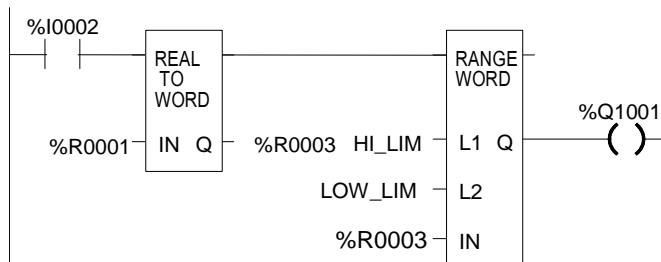 %I0002
REAL
TO
WORD
RANGE
WORD
%Q1001
%R0001 IN Q %R0003 HI_LIM L1 Q
LOW_LIM L2
%R0003 IN